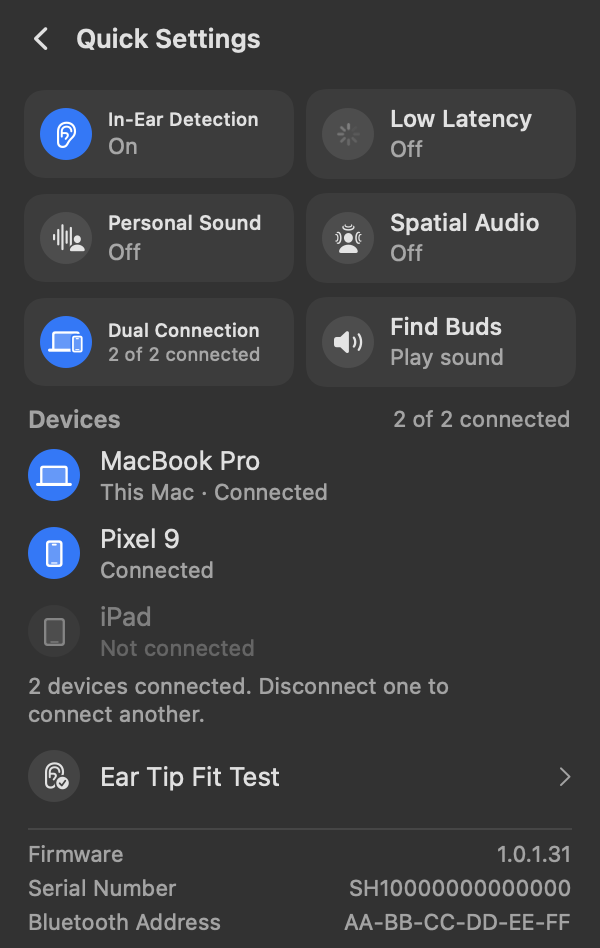 Quick Settings
In-Ear Detection
On
Low Latency
Off
Personal Sound
Off
Spatial Audio
Off
Dual Connection
2 of 2 connected
Find Buds
Play sound
Devices
2 of 2 connected
MacBook Pro
This Mac · Connected
Pixel 9
Connected
iPad
Not connected
2 devices connected. Disconnect one to
connect another.
Ear Tip Fit Test
Firmware
1.0.1.31
Serial Number
SH10000000000000
Bluetooth Address
AA-BB-CC-DD-EE-FF